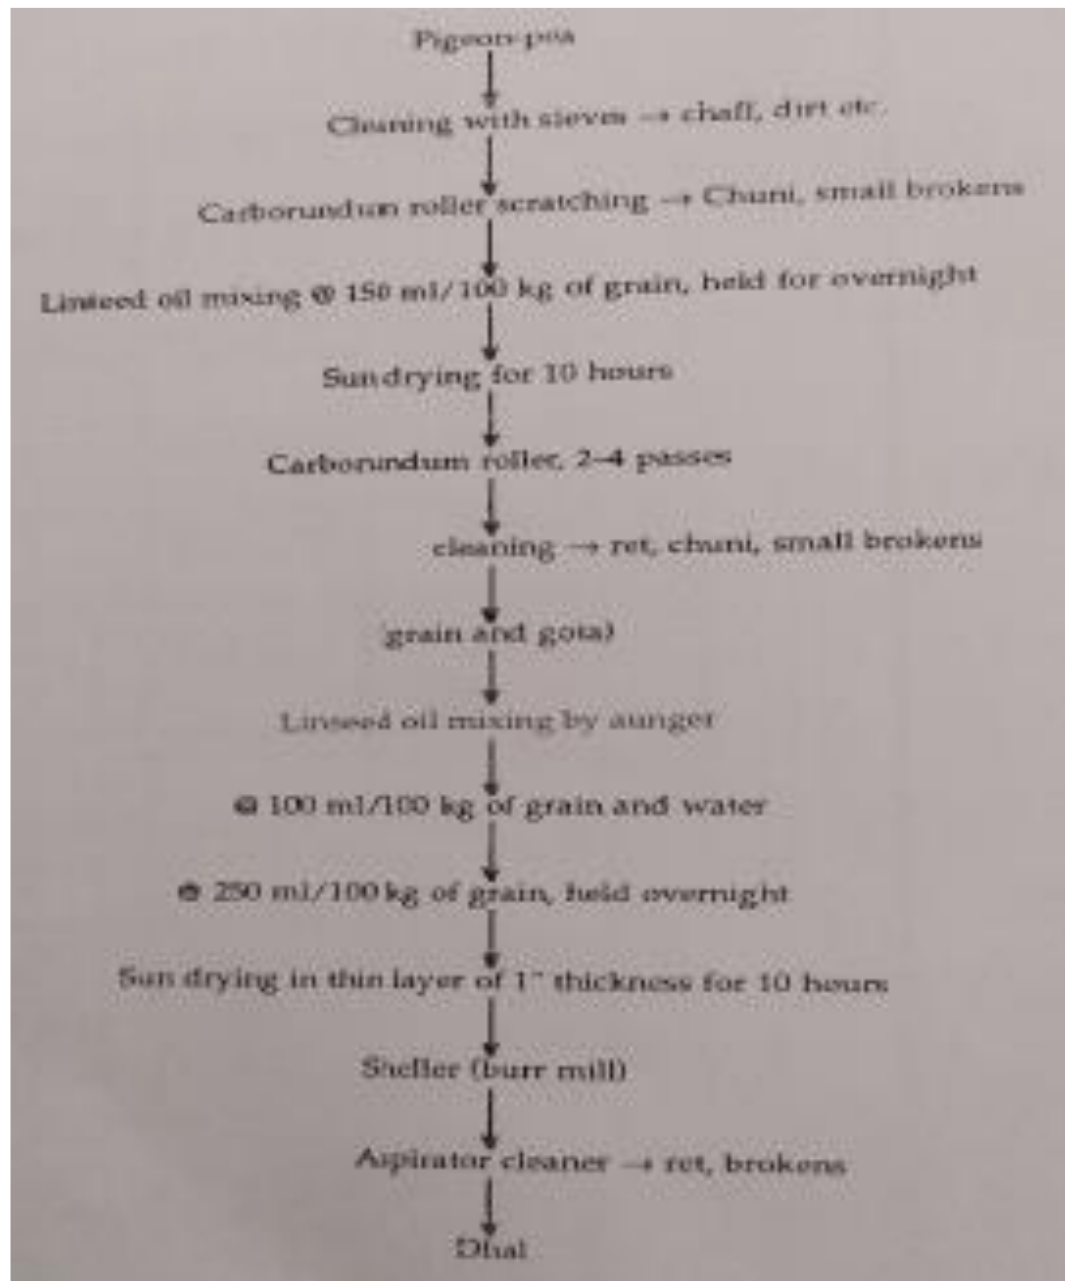 Pigeon-pea
Cleaning with sieves → chaff, dirt etc.
Carborundum roller scratching → Chuni, small brokens
Linseed oil mixing @ 150 ml/100 kg of grain, held for overnight
Sun drying for 10 hours
Carborundum roller, 2-4 passes
cleaning → ret, chuni, small brokens
grain and gota)
Linseed oil mixing by aunger
@ 100 ml/100 kg of grain and water
@ 250 ml/100 kg of grain, held overnight
Sun drying in thin layer of 1" thickness for 10 hours
Sheller (burr mill)
Aspirator cleaner → ret, brokens
Dhal